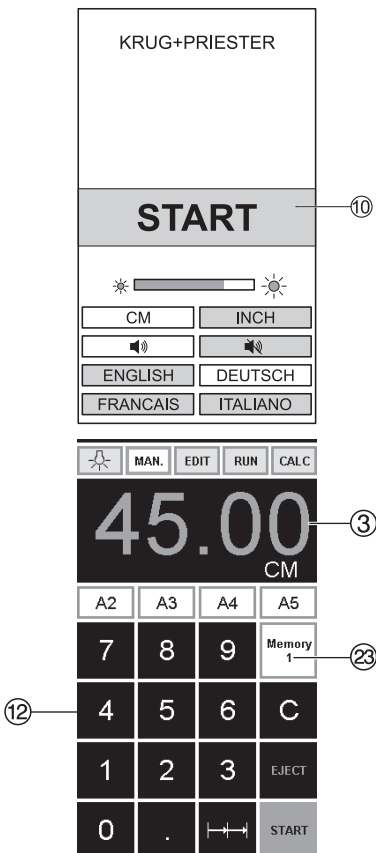 KRUG+PRIESTER
START
10
CM INCH
ENGLISH DEUTSCH
FRANCAIS ITALIANO
MAN. EDIT RUN CALC
45.00
3
CM
A2 A3 A4 A5
7 8 9 Memory
1
23
12
4 5 6 C
1 2 3 EJECT
0 . START